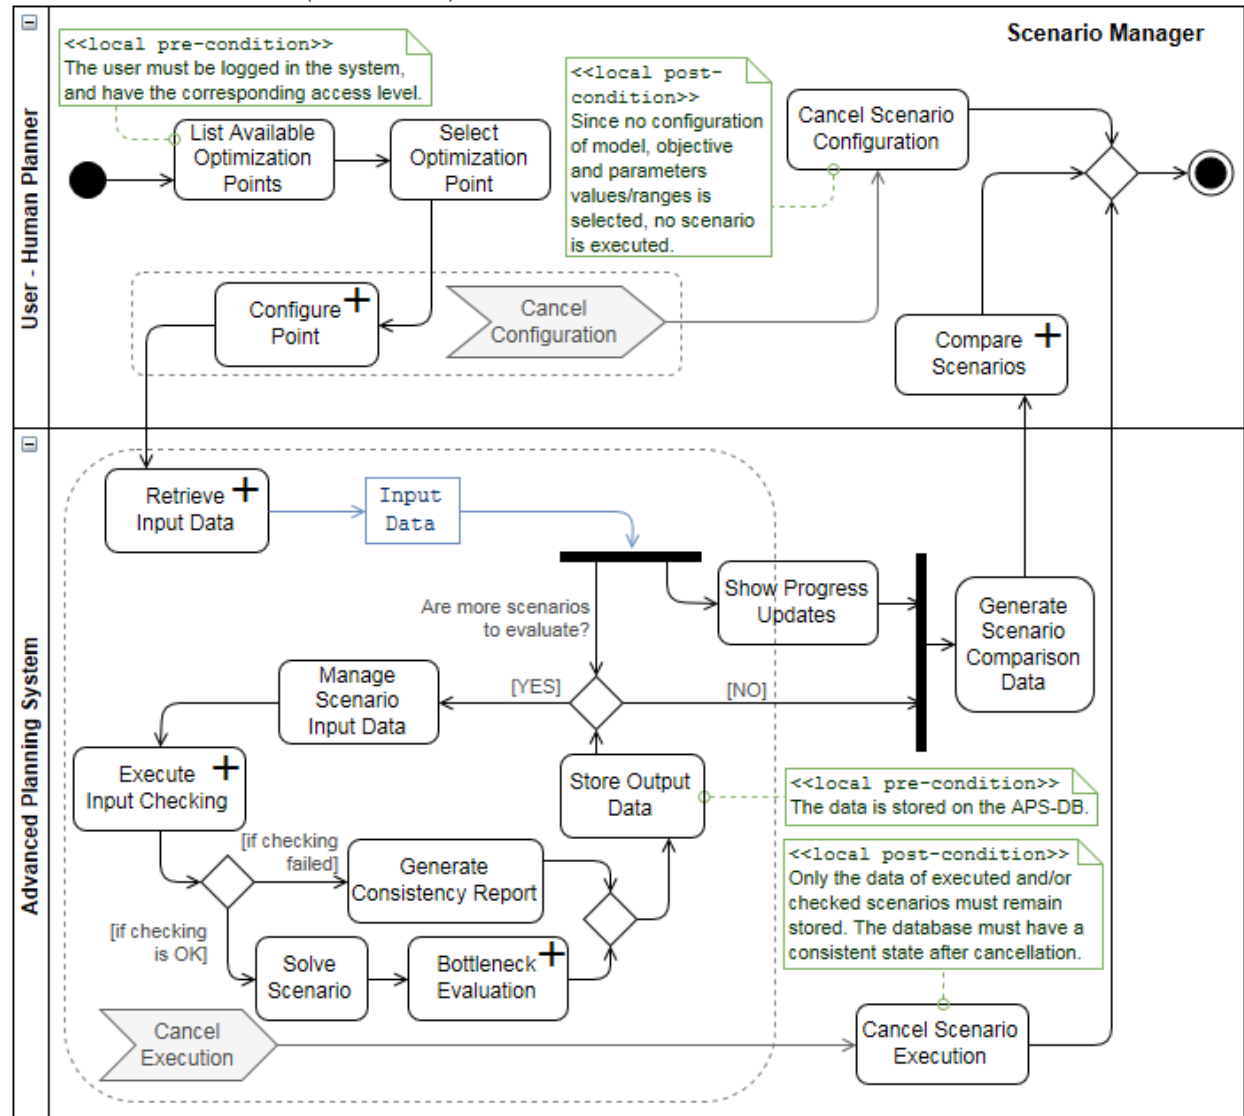 Scenario Manager
User - Human Planner
<<local pre-condition>>
The user must be logged in the system,
and have the corresponding access level.
List Available
Optimization
Points
Select
Optimization
Point
<<local post-
condition>>
Since no configuration
of model, objective
and parameters
values/ranges is
selected, no scenario
is executed.
Cancel Scenario
Configuration
Configure
Point
Cancel
Configuration
Compare
Scenarios
Advanced Planning System
Retrieve
Input Data
Input
Data
Show Progress
Updates
Are more scenarios
to evaluate?
Generate
Scenario
Comparison
Data
Manage
Scenario
Input Data
[YES]
[NO]
Execute
Input Checking
Store Output
Data
<<local pre-condition>>
The data is stored on the APS-DB.
[if checking
failed]
Generate
Consistency Report
<<local post-condition>>
Only the data of executed and/or
checked scenarios must remain
stored. The database must have a
consistent state after cancellation.
[if checking
is OK]
Solve
Scenario
Bottleneck
Evaluation
Cancel
Execution
Cancel Scenario
Execution